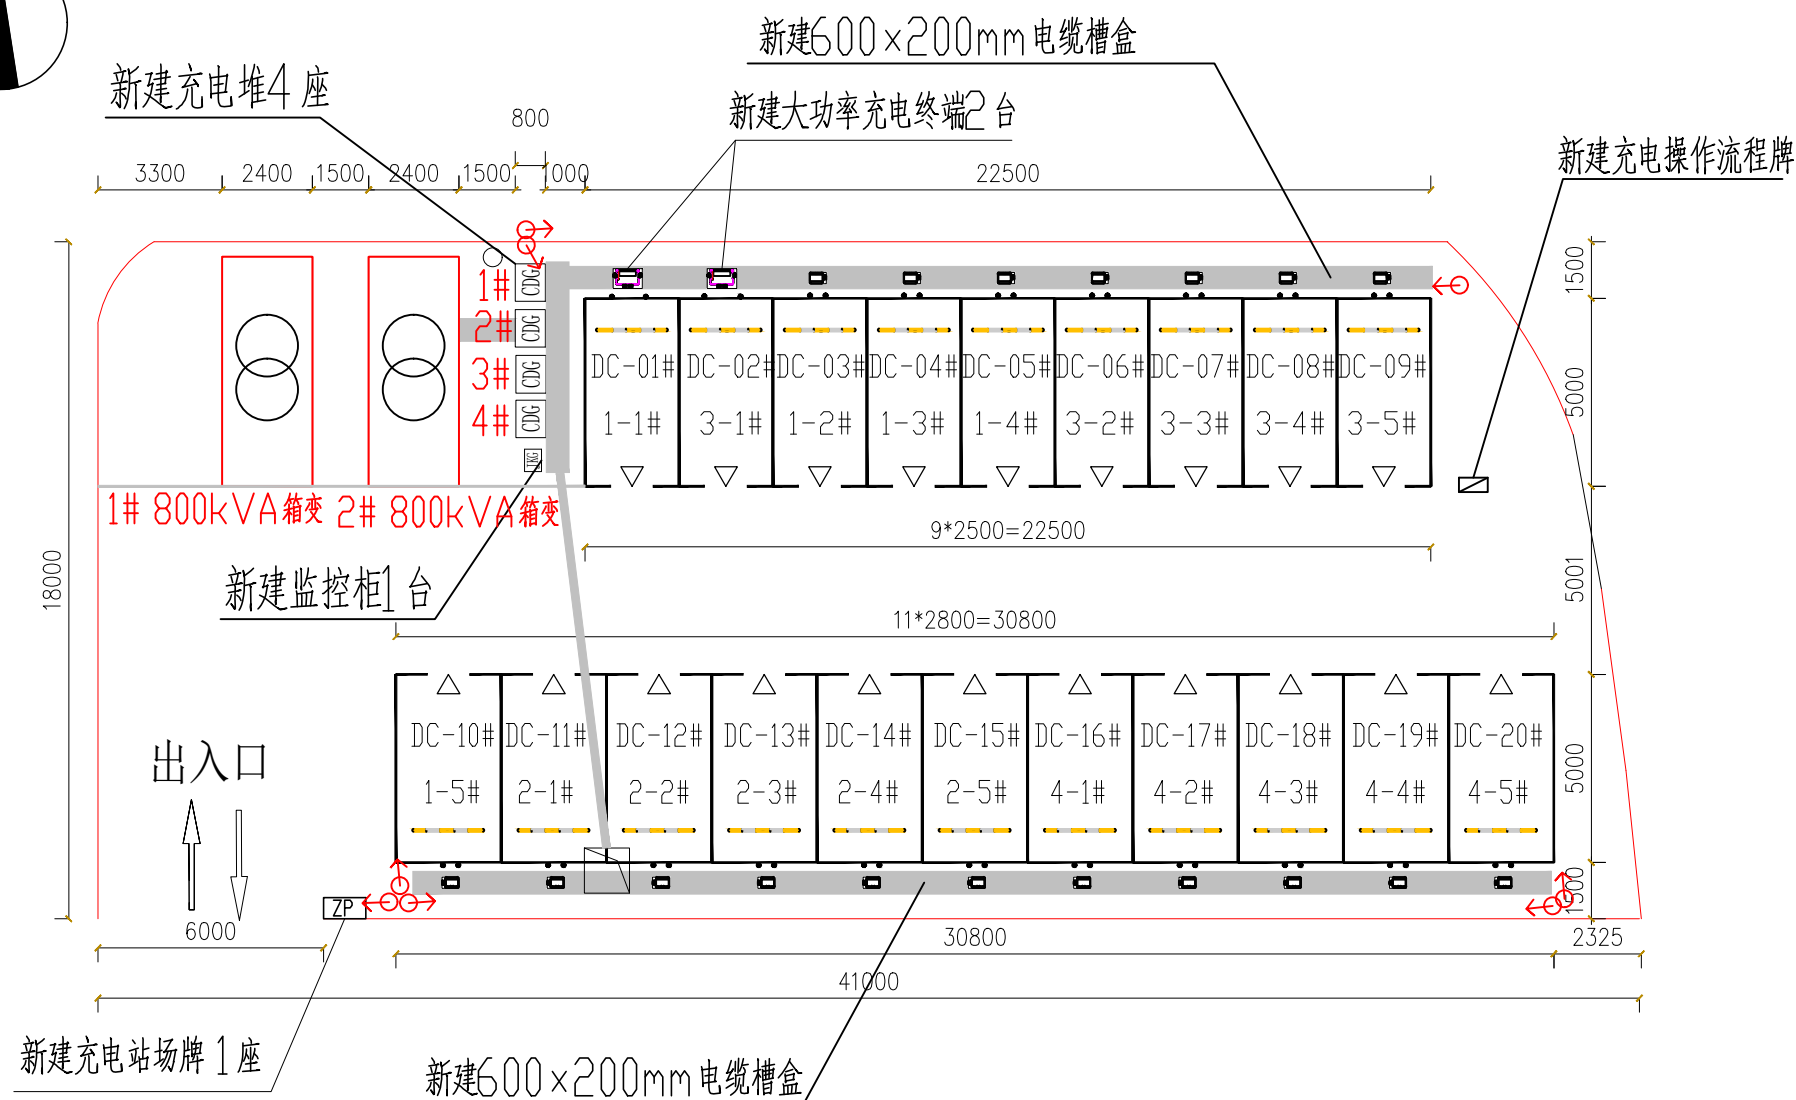 新建600×200mm电缆槽盒
新建充电堆4座
新建大功率充电终端2台
800
新建充电操作流程牌
3300 2400 1500 2400 1500 1000 22500
1500
1# CDG
2# CDG
3# CDG
4# CDG
TKG
DC-01# DC-02# DC-03# DC-04# DC-05# DC-06# DC-07# DC-08# DC-09#
1-1# 3-1# 1-2# 1-3# 1-4# 3-2# 3-3# 3-4# 3-5#
5000
1# 800kVA箱变 2# 800kVA箱变
9*2500=22500
18000
5001
新建监控柜1台
11*2800=30800
DC-10# DC-11# DC-12# DC-13# DC-14# DC-15# DC-16# DC-17# DC-18# DC-19# DC-20#
出入口
1-5# 2-1# 2-2# 2-3# 2-4# 2-5# 4-1# 4-2# 4-3# 4-4# 4-5#
5000
1500
ZP
6000 30800 2325
41000
新建充电站场牌1座
新建600×200mm电缆槽盒